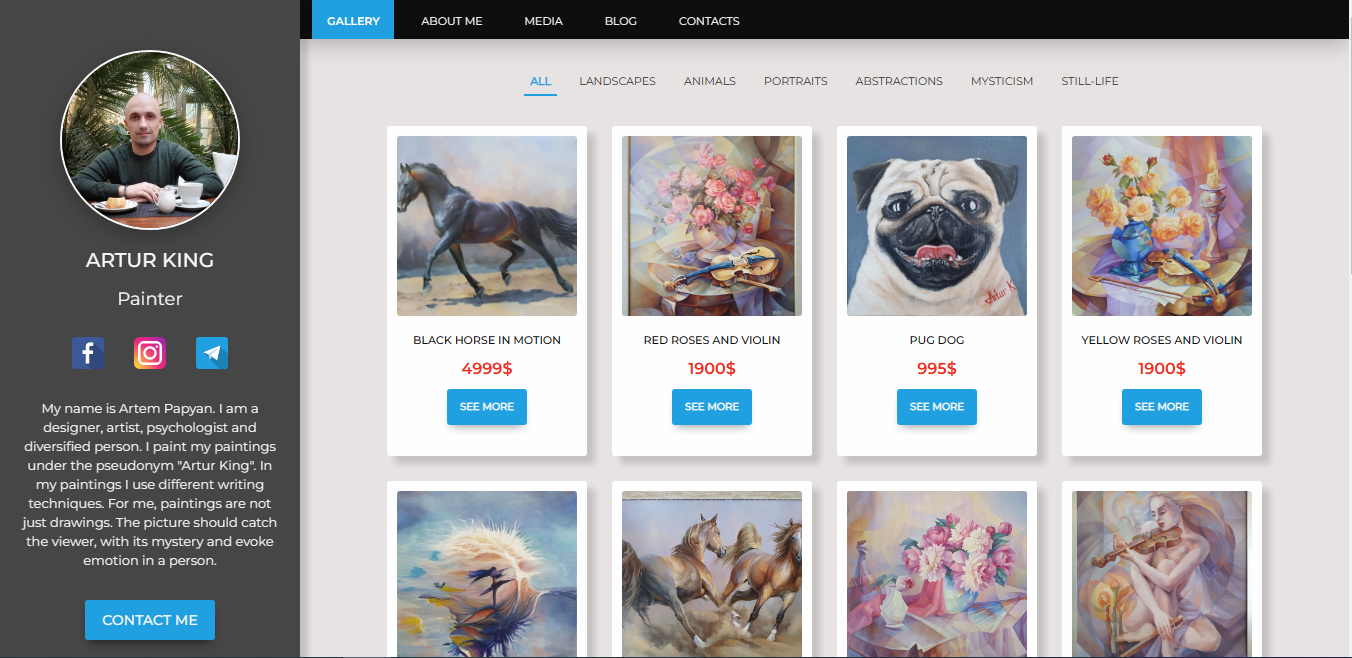 GALLERY ABOUT ME MEDIA BLOG CONTACTS
ALL LANDSCAPES ANIMALS PORTRAITS ABSTRACTIONS MYSTICISM STILL-LIFE
ARTUR KING
Painter
My name is Artem Papyan. I am a
designer, artist, psychologist and
diversified person. I paint my paintings
under the pseudonym "Artur King". In
my paintings I use different writing
techniques. For me, paintings are not
just drawings. The picture should catch
the viewer, with its mystery and evoke
emotion in a person.
CONTACT ME
BLACK HORSE IN MOTION
4999$
SEE MORE
RED ROSES AND VIOLIN
1900$
SEE MORE
Artur K
PUG DOG
995$
SEE MORE
YELLOW ROSES AND VIOLIN
1900$
SEE MORE